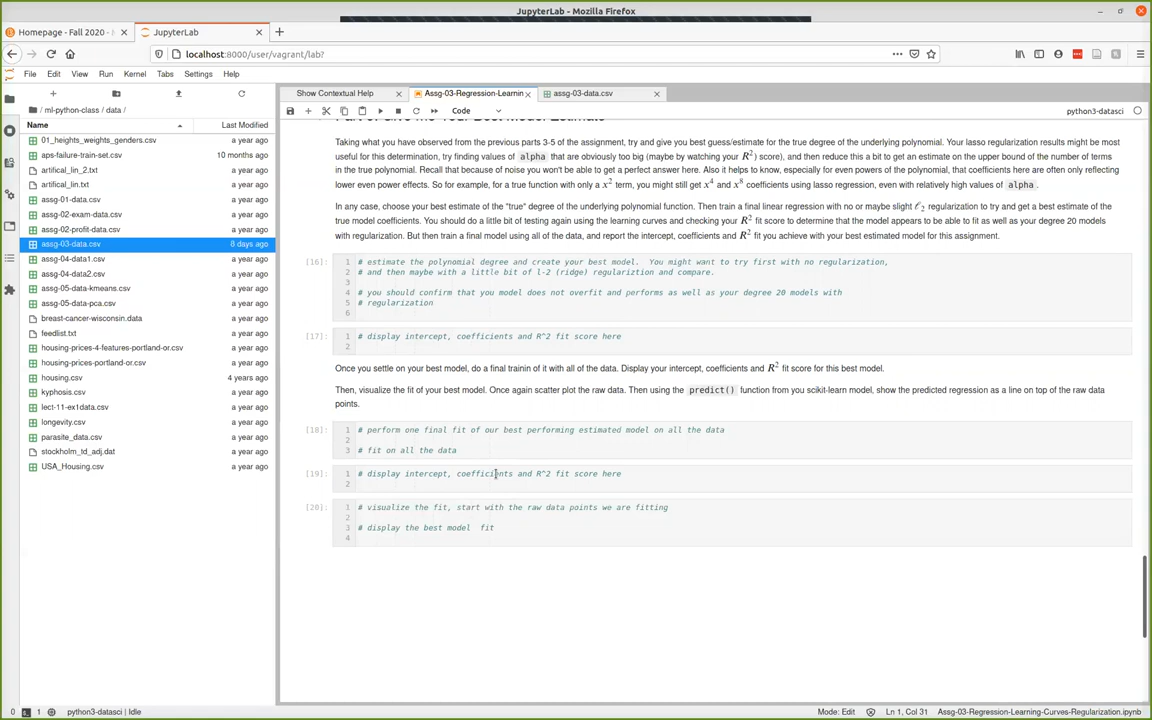 JupyterLab - Mozilla Firefox
Homepage - Fall 2020 -
JupyterLab
localhost:8000/user/vagrant/lab?
File Edit View Run Kernel Tabs Settings Help
Show Contextual Help
Assg-03-Regression-Learnin
assg-03-data.csv
Code
python3-datasci
/ ml-python-class / data /
Name Last Modified
01_heights_weights_genders.csv a year ago
aps-failure-train-set.csv 10 months ago
artifical_lin_2.txt a year ago
artifical_lin.txt a year ago
assg-01-data.csv a year ago
assg-02-exam-data.csv a year ago
assg-02-profit-data.csv a year ago
assg-03-data.csv 8 days ago
assg-04-data1.csv a year ago
assg-04-data2.csv a year ago
assg-05-data-kmeans.csv a year ago
assg-05-data-pca.csv a year ago
breast-cancer-wisconsin.data a year ago
feedlist.txt a year ago
housing-prices-4-features-portland-or.csv a year ago
housing-prices-portland-or.csv a year ago
housing.csv 4 years ago
kyphosis.csv a year ago
lect-11-ex1data.csv a year ago
longevity.csv a year ago
parasite_data.csv a year ago
stockholm_td_adj.dat a year ago
USA_Housing.csv a year ago
Taking what you have observed from the previous parts 3-5 of the assignment, try and give you best guess/estimate for the true degree of the underlying polynomial. Your lasso regularization results might be most
useful for this determination, try finding values of alpha that are obviously too big (maybe by watching your R² score), and then reduce this a bit to get an estimate on the upper bound of the number of terms
in the true polynomial. Recall that because of noise you won't be able to get a perfect answer here. Also it helps to know, especially for even powers of the polynomial, that coefficients here are often only reflecting
lower even power effects. So for example, for a true function with only a x² term, you might still get x⁴ and x⁸ coefficients using lasso regression, even with relatively high values of alpha .
In any case, choose your best estimate of the "true" degree of the underlying polynomial function. Then train a final linear regression with no or maybe slight ℓ₂ regularization to try and get a best estimate of the
true model coefficients. You should do a little bit of testing again using the learning curves and checking your R² fit score to determine that the model appears to be able to fit as well as your degree 20 models
with regularization. But then train a final model using all of the data, and report the intercept, coefficients and R² fit you achieve with your best estimated model for this assignment.
[16]: 1 # estimate the polynomial degree and create your best model. You might want to try first with no regularization,
2 # and then maybe with a little bit of l-2 (ridge) regulariztion and compare.
3
4 # you should confirm that you model does not overfit and performs as well as your degree 20 models with
5 # regularization
6
[17]: 1 # display intercept, coefficients and R^2 fit score here
2
Once you settle on your best model, do a final trainin of it with all of the data. Display your intercept, coefficients and R² fit score for this best model.
Then, visualize the fit of your best model. Once again scatter plot the raw data. Then using the predict() function from you scikit-learn model, show the predicted regression as a line on top of the raw data
points.
[18]: 1 # perform one final fit of our best performing estimated model on all the data
2
3 # fit on all the data
[19]: 1 # display intercept, coefficients and R^2 fit score here
2
[20]: 1 # visualize the fit, start with the raw data points we are fitting
2
3 # display the best model fit
4
0 1 python3-datasci | Idle
Mode: Edit Ln 1, Col 31 Assg-03-Regression-Learning-Curves-Regularization.ipynb